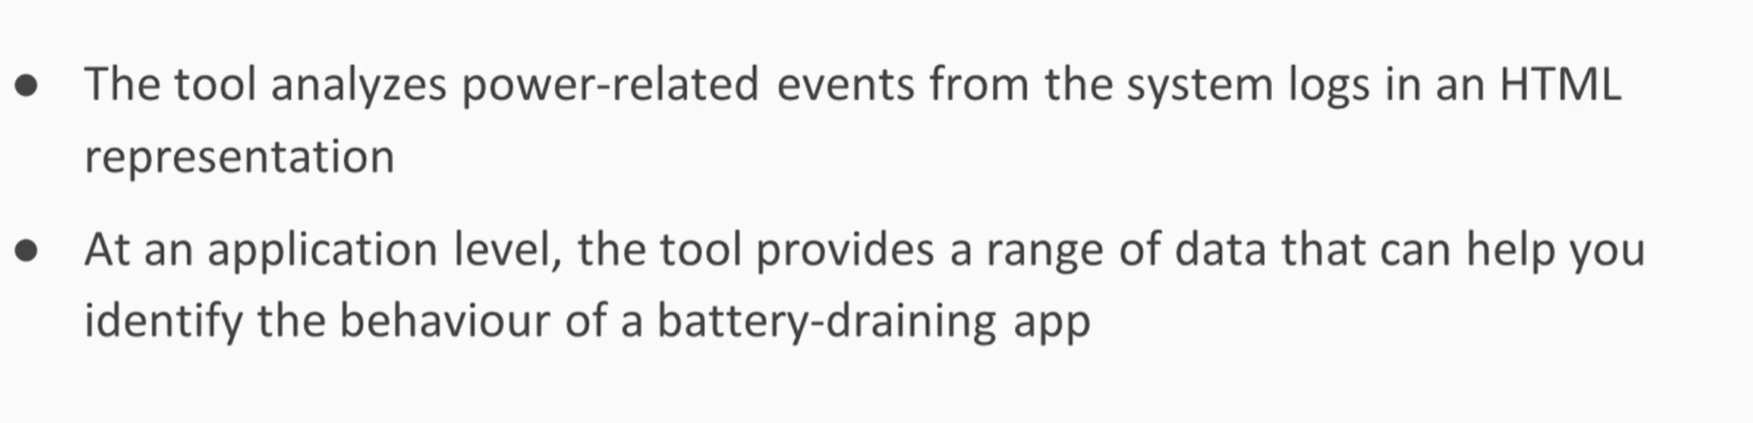 ● The tool analyzes power-related events from the system logs in an HTML
representation
● At an application level, the tool provides a range of data that can help you
identify the behaviour of a battery-draining app